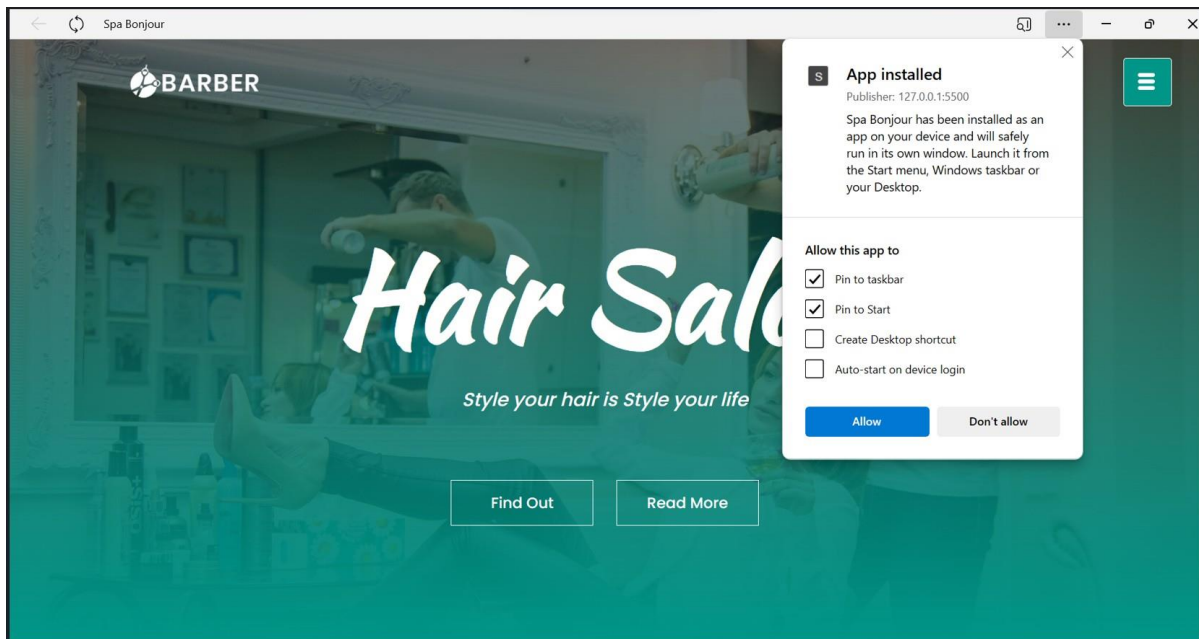 Spa Bonjour
BARBER
Hair Sal
Style your hair is Style your life
Find Out
Read More
S
App installed
Publisher: 127.0.0.1:5500
Spa Bonjour has been installed as an
app on your device and will safely
run in its own window. Launch it from
the Start menu, Windows taskbar or
your Desktop.
Allow this app to
Pin to taskbar
Pin to Start
Create Desktop shortcut
Auto-start on device login
Allow
Don't allow